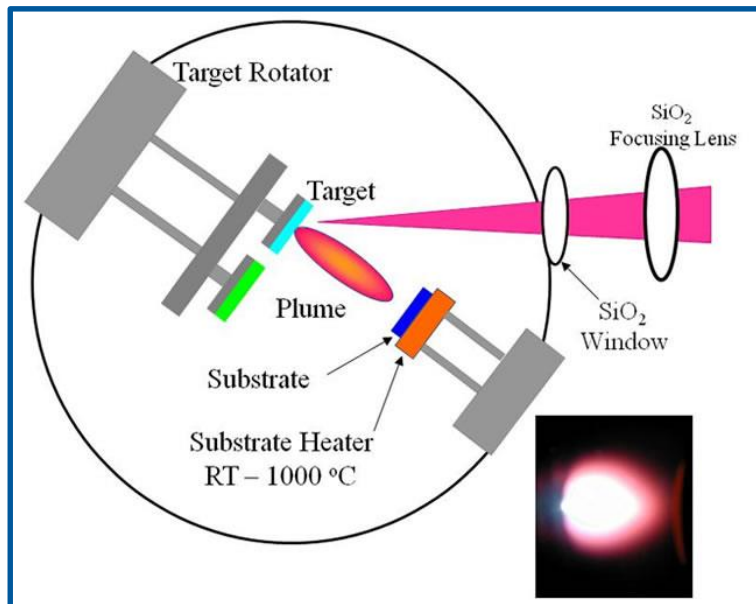 Target Rotator
SiO₂
Focusing Lens
Target
Plume
SiO₂
Window
Substrate
Substrate Heater
RT – 1000 °C